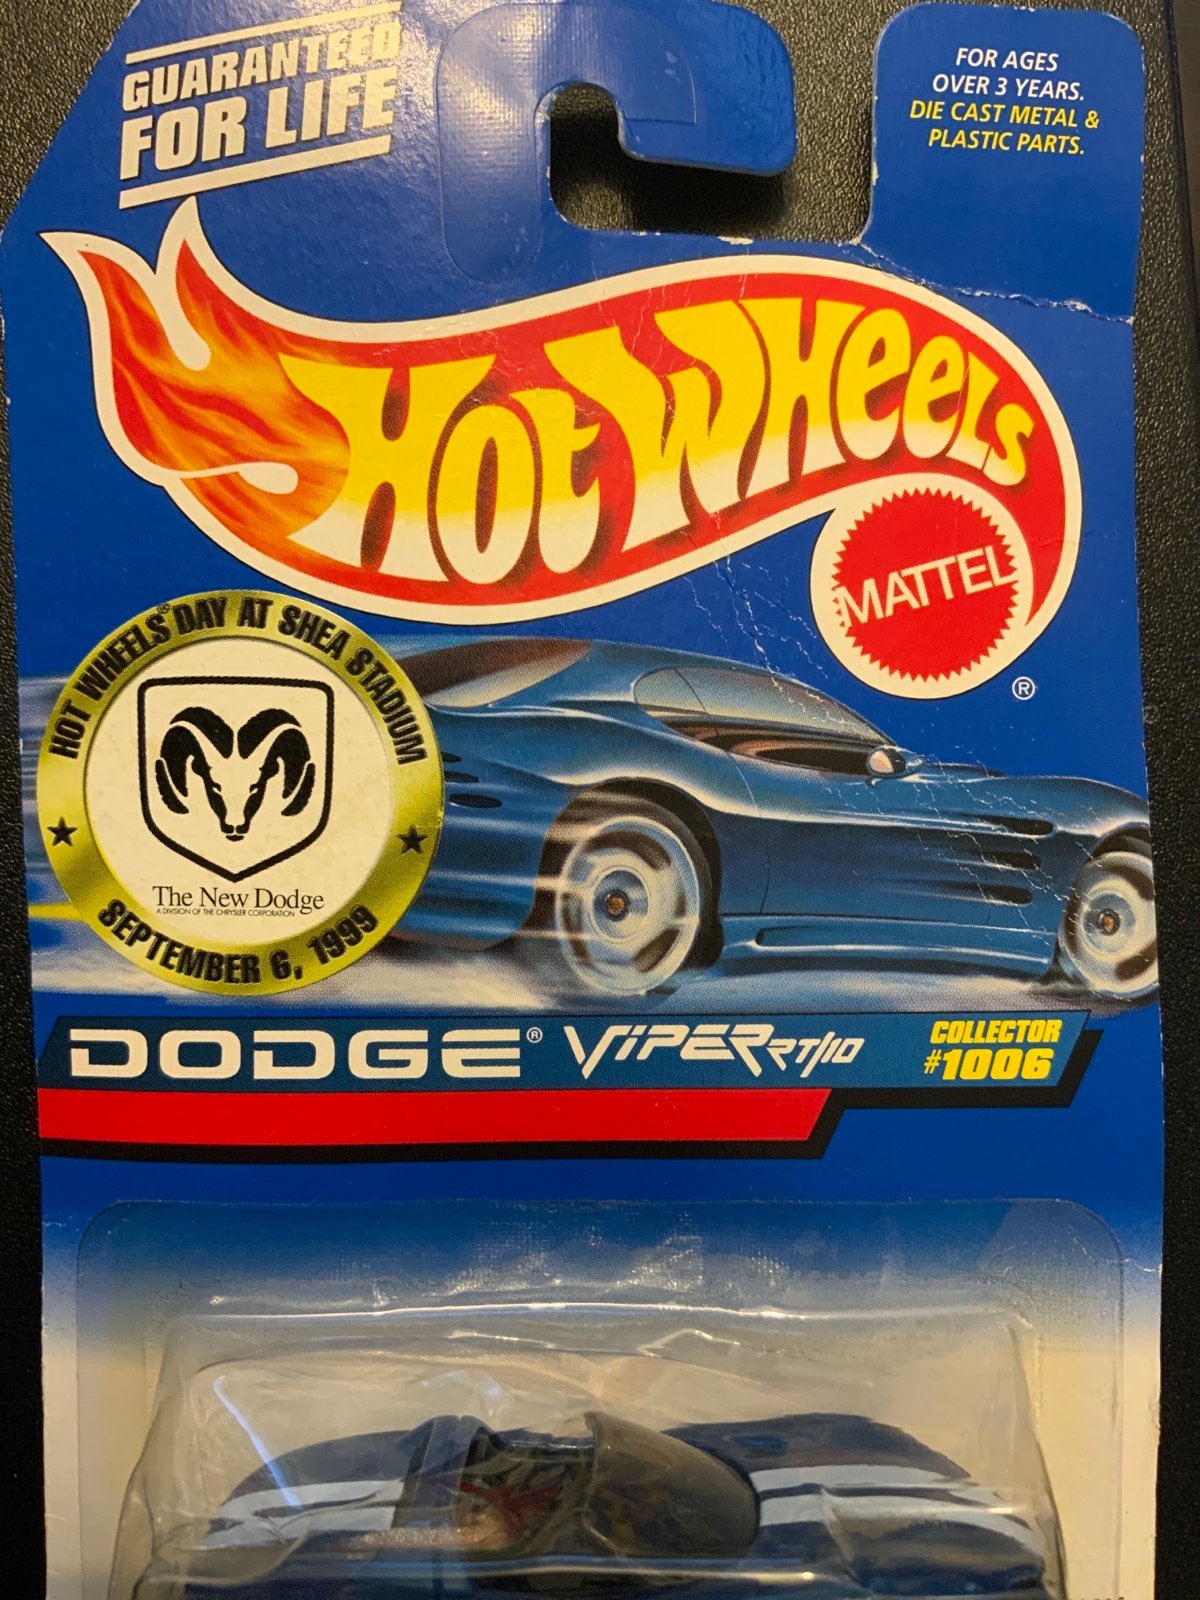 GUARANTEED
FOR LIFE
FOR AGES
OVER 3 YEARS.
DIE CAST METAL &
PLASTIC PARTS.
HOT WHEELS
MATTEL
®
HOT WHEELS® DAY AT SHEA STADIUM
The New Dodge
A DIVISION OF THE CHRYSLER CORPORATION
SEPTEMBER 6, 1999
DODGE® VIPER RT/10
COLLECTOR
#1006